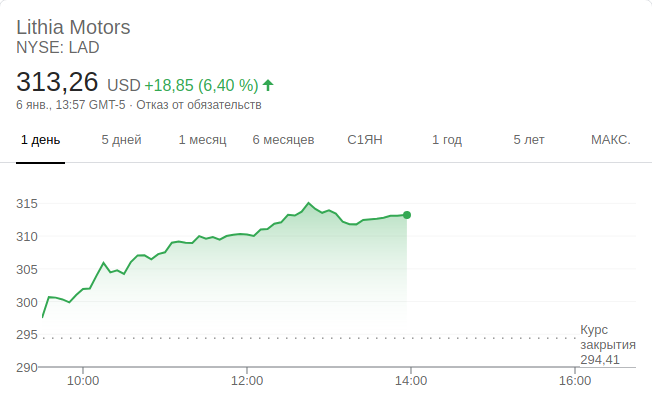 Lithia Motors
NYSE: LAD
313,26 USD +18,85 (6,40 %)
6 янв., 13:57 GMT-5 · Отказ от обязательств
1 день 5 дней 1 месяц 6 месяцев С1ЯН 1 год 5 лет МАКС.
315
310
305
300
295
290
Курс
закрытия
294,41
10:00 12:00 14:00 16:00